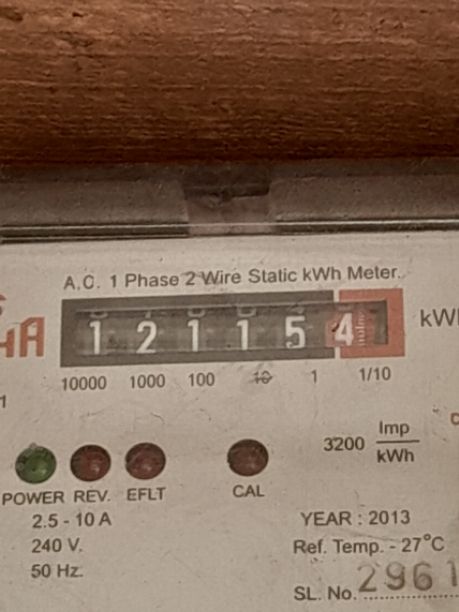 A.C. 1 Phase 2 Wire Static kWh Meter.
1 2 1 1 5 4
10000 1000 100 10 1 1/10
3200 Imp/kWh
POWER REV. EFLT CAL
2.5 - 10 A
240 V.
50 Hz.
YEAR : 2013
Ref. Temp. - 27°C
SL. No. 2961